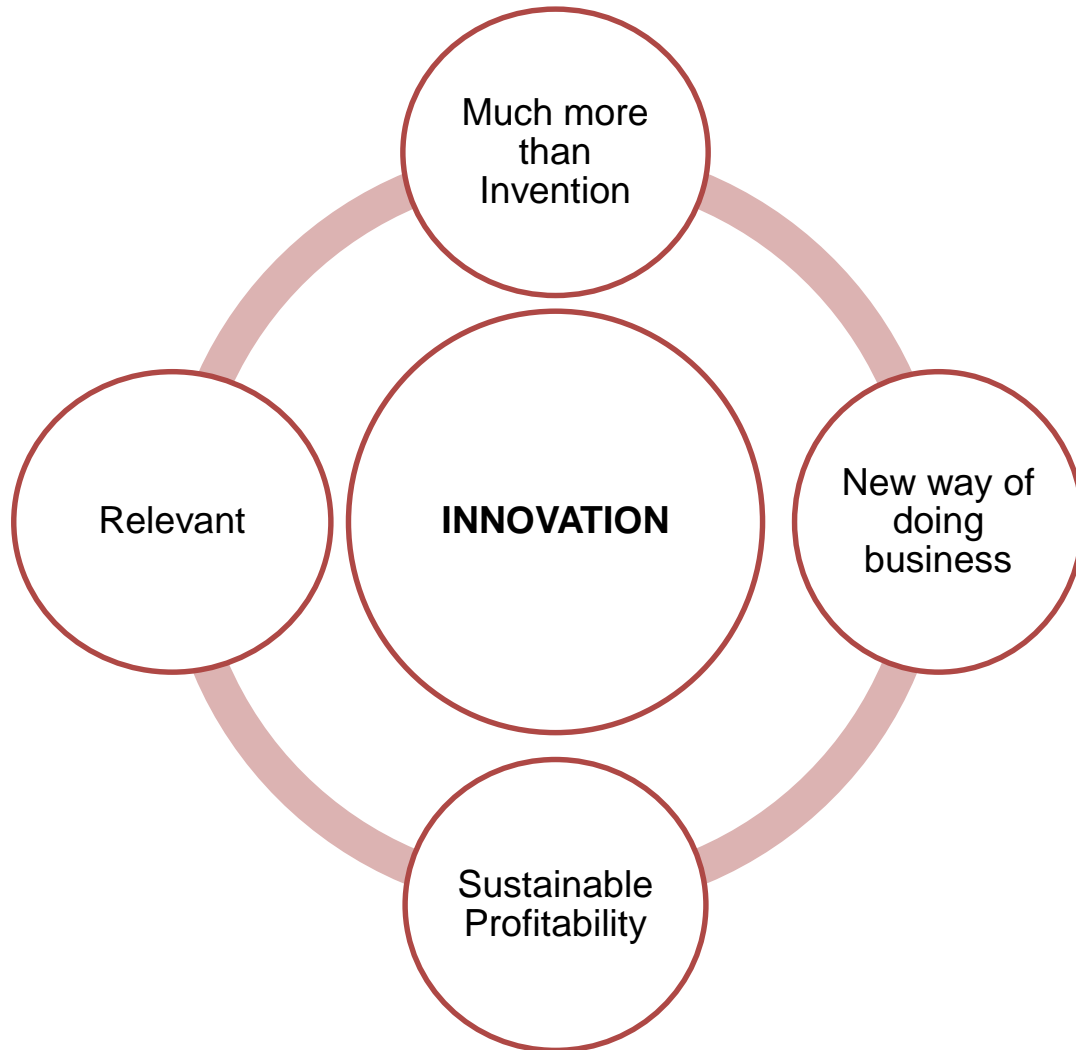 Much more
than
Invention
Relevant
INNOVATION
New way of
doing
business
Sustainable
Profitability